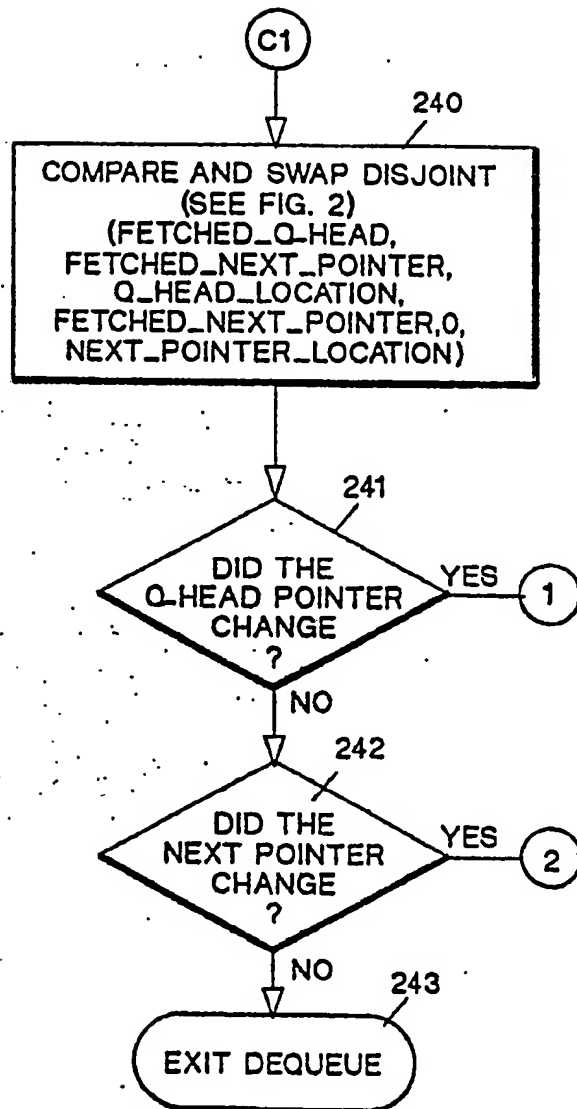 C1
240
COMPARE AND SWAP DISJOINT
(SEE FIG. 2)
(FETCHED_Q_HEAD,
FETCHED_NEXT_POINTER,
Q_HEAD_LOCATION,
FETCHED_NEXT_POINTER,0,
NEXT_POINTER_LOCATION)
241
DID THE
Q_HEAD POINTER
CHANGE
?
YES
1
NO
242
DID THE
NEXT POINTER
CHANGE
?
YES
2
NO
243
EXIT DEQUEUE